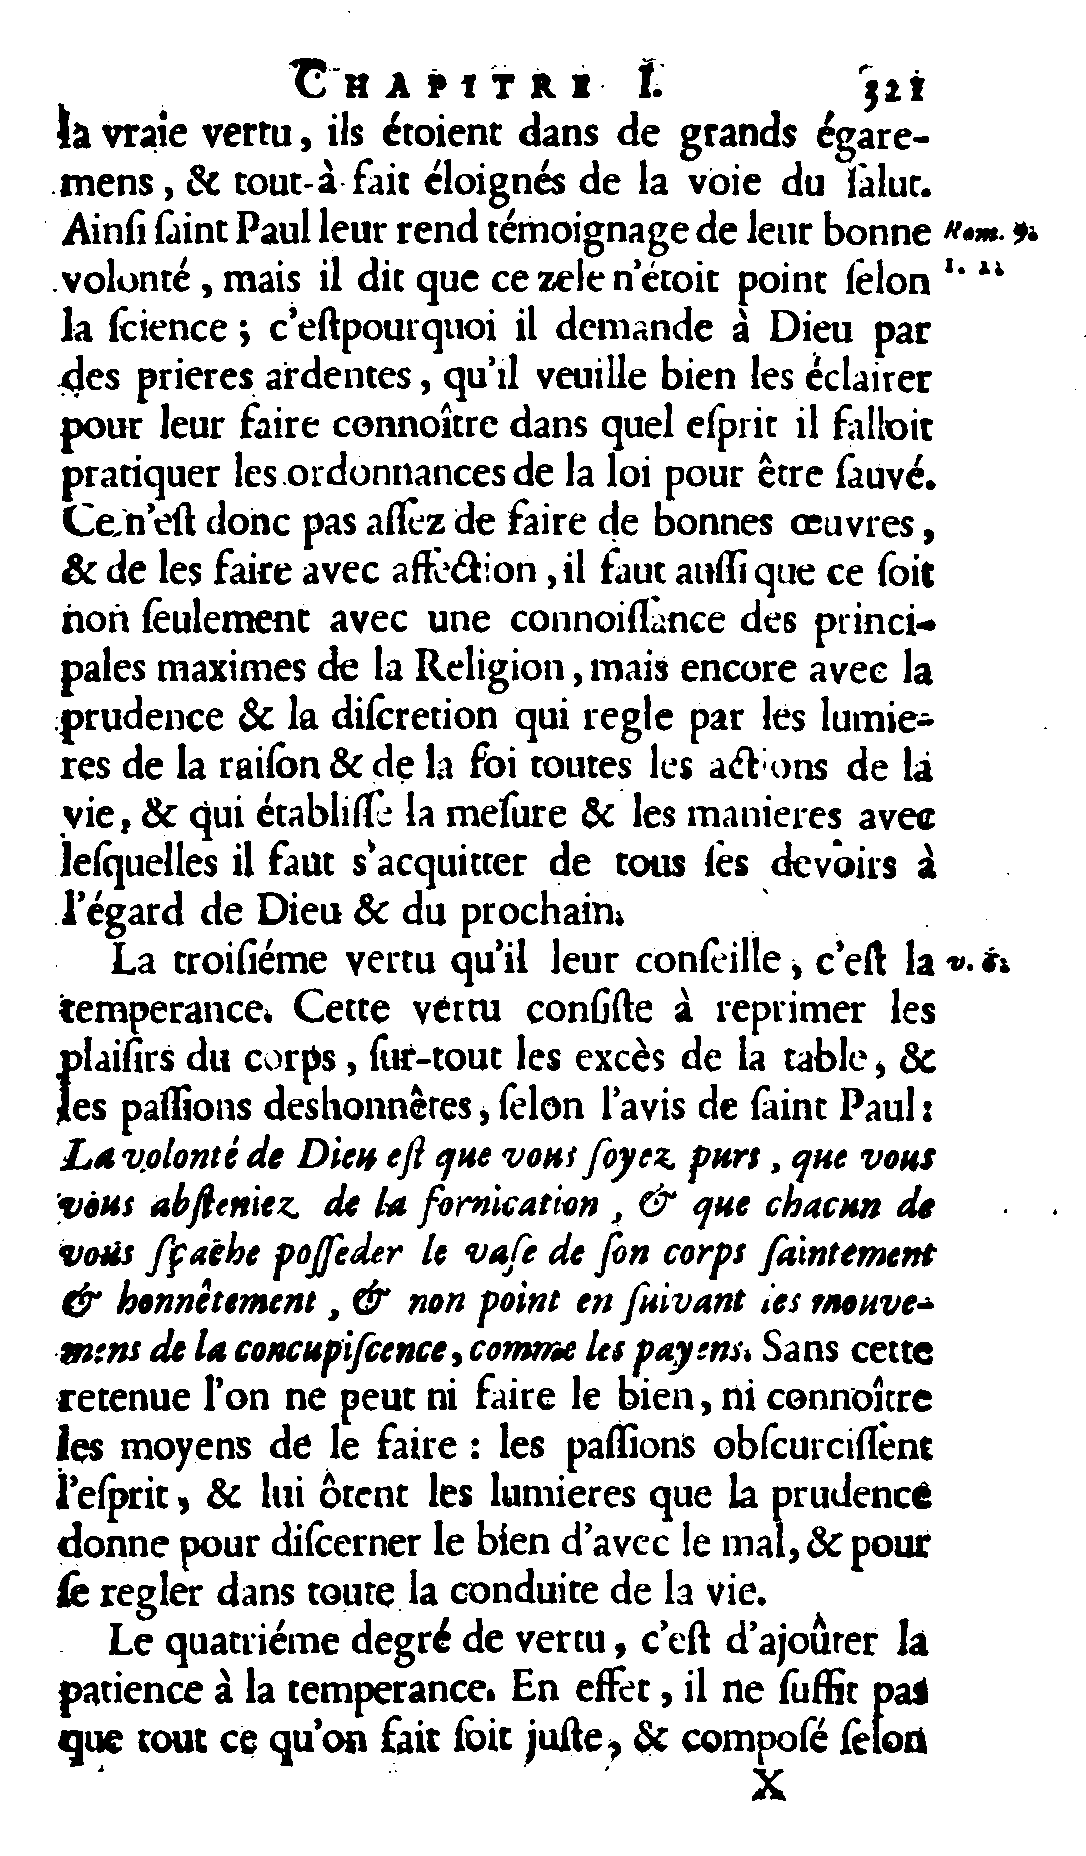 CHAPITRE I. 321
la vraie vertu, ils étoient dans de grands égare-
mens, & tout-à-fait éloignés de la voie du ſalut.
Ainſi ſaint Paul leur rend témoignage de leur bonne Rom. 9.
volonté, mais il dit que ce zele n'étoit point ſelon 1. 22
la ſcience; c'eſtpourquoi il demande à Dieu par
des prieres ardentes, qu'il veuille bien les éclairer
pour leur faire connoître dans quel eſprit il falloit
pratiquer les ordonnances de la loi pour être ſauvé.
Ce n'eſt donc pas aſſez de faire de bonnes œuvres,
& de les faire avec affection, il faut auſſi que ce ſoit
non ſeulement avec une connoiſſance des princi-
pales maximes de la Religion, mais encore avec la
prudence & la diſcretion qui regle par les lumie-
res de la raiſon & de la foi toutes les actions de la
vie, & qui établiſſe la meſure & les manieres avec
leſquelles il faut s'acquitter de tous ſes devoirs à
l'égard de Dieu & du prochain.
La troiſiéme vertu qu'il leur conſeille, c'eſt la v. 6.
temperance. Cette vertu conſiſte à reprimer les
plaiſirs du corps, ſur-tout les excès de la table, &
les paſſions deshonnêtes, ſelon l'avis de ſaint Paul:
La volonté de Dieu eſt que vous ſoyez purs, que vous
vous abſteniez de la fornication, & que chacun de
vous ſçache poſſeder le vaſe de ſon corps ſaintement
& honnêtement, & non point en ſuivant les mouve-
mens de la concupiſcence, comme les payens. Sans cette
retenue l'on ne peut ni faire le bien, ni connoître
les moyens de le faire: les paſſions obſcurciſſent
l'eſprit, & lui ôtent les lumieres que la prudence
donne pour diſcerner le bien d'avec le mal, & pour
ſe regler dans toute la conduite de la vie.
Le quatriéme degré de vertu, c'eſt d'ajoûter la
patience à la temperance. En effet, il ne ſuffit pas
que tout ce qu'on fait ſoit juſte, & compoſé ſelon
X